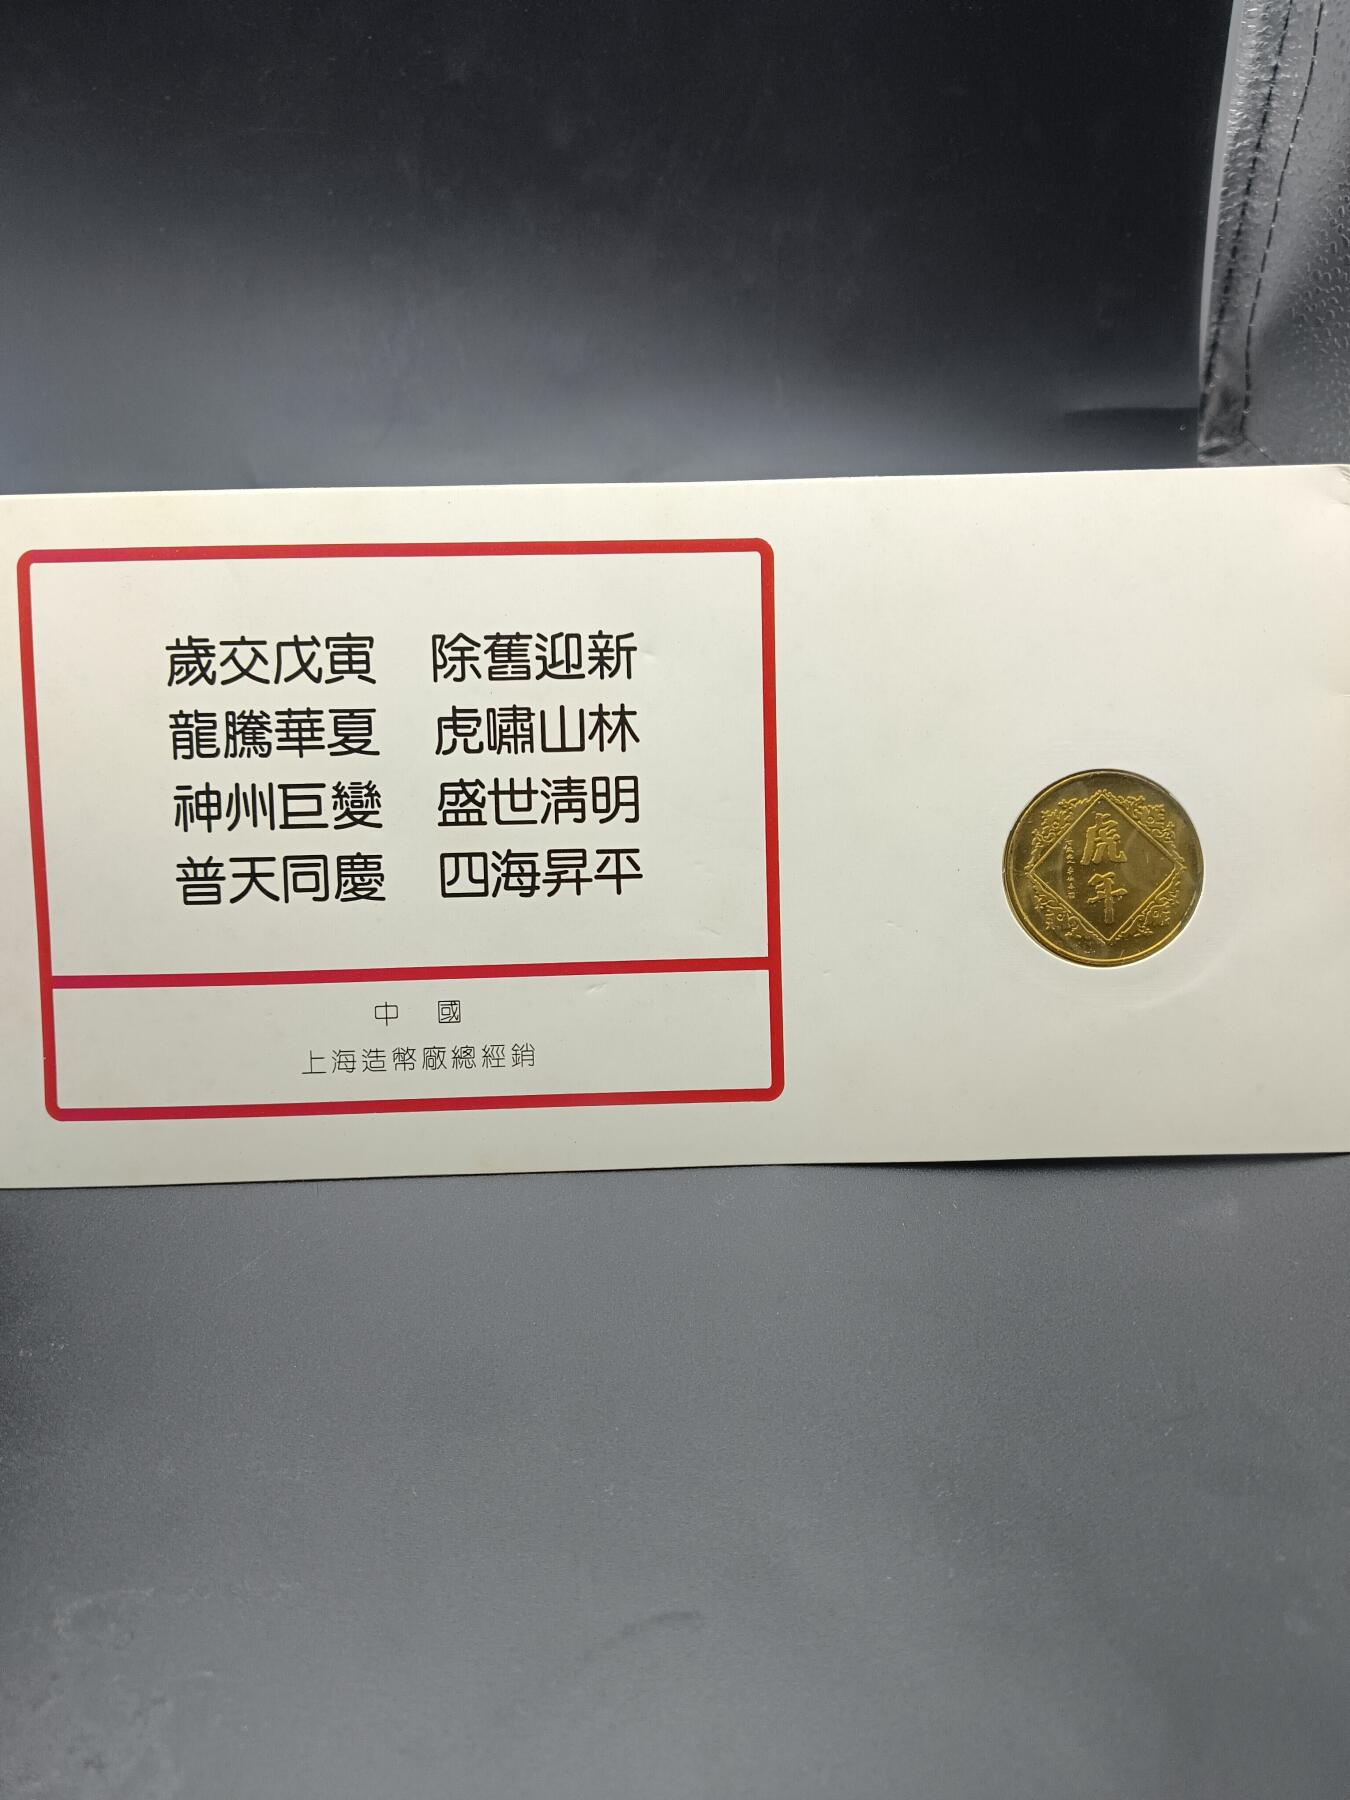 歲交戊寅 除舊迎新
龍騰華夏 虎嘯山林
神州巨變 盛世清明
普天同慶 四海昇平
中國
上海造幣廠總經銷
虎年